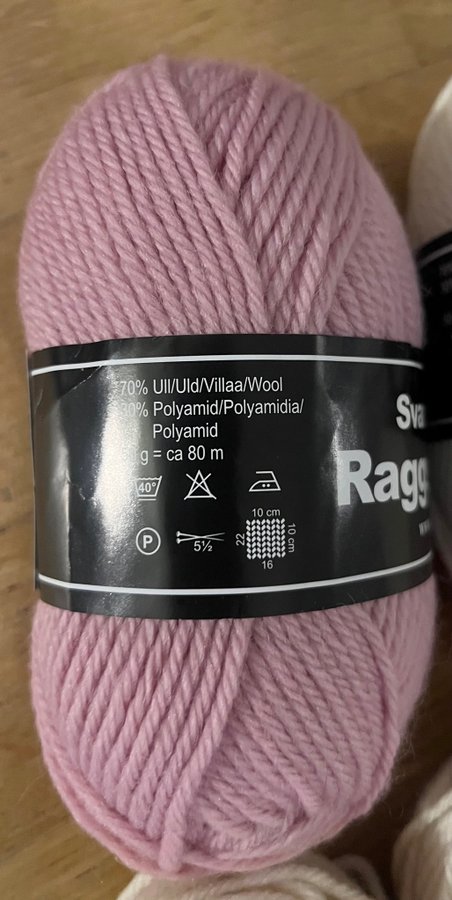 70% Ull/Uld/Villaa/Wool
30% Polyamid/Polyamidia/
Polyamid
g = ca 80 m
40°
P
5½
10 cm
10 cm
22
16
Sva
Ragg